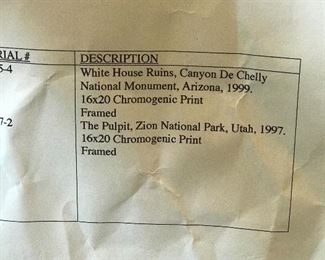 RIAL # DESCRIPTION
5-4 White House Ruins, Canyon De Chelly
National Monument, Arizona, 1999.
16x20 Chromogenic Print
Framed
7-2 The Pulpit, Zion National Park, Utah, 1997.
16x20 Chromogenic Print
Framed